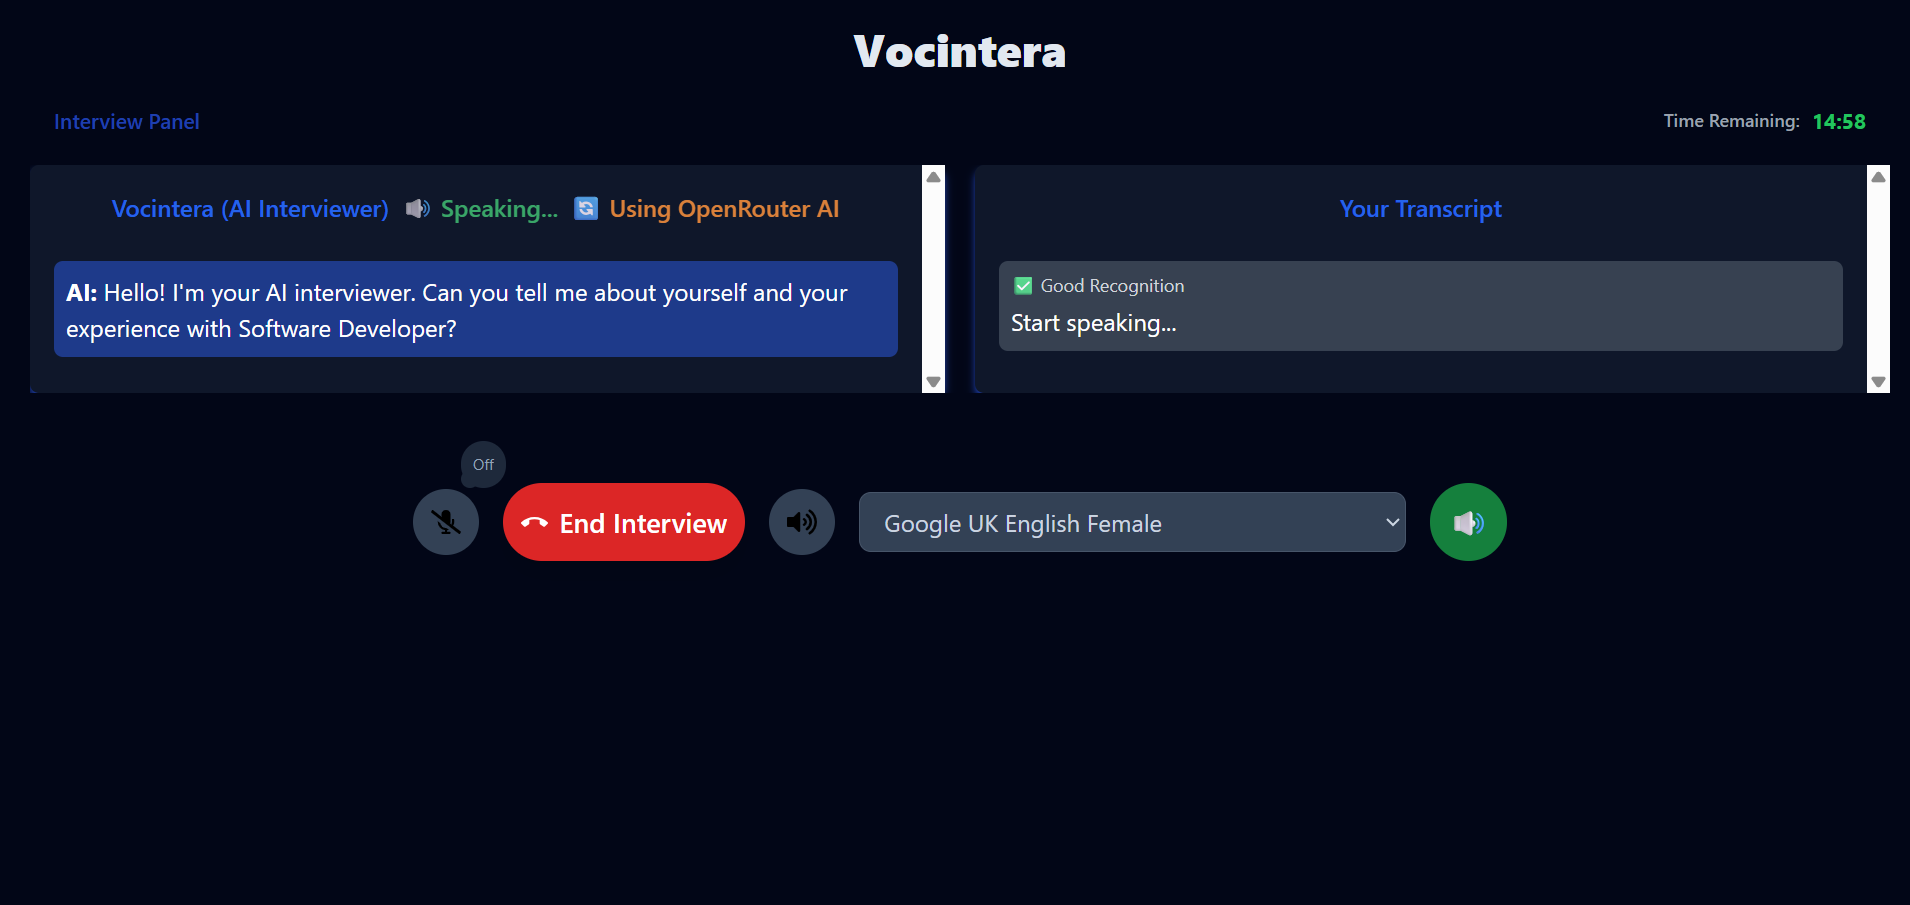 Vocintera
Interview Panel
Time Remaining: 14:58
Vocintera (AI Interviewer) 🔊 Speaking... 🔄 Using OpenRouter AI
AI: Hello! I'm your AI interviewer. Can you tell me about yourself and your
experience with Software Developer?
Your Transcript
✅ Good Recognition
Start speaking...
Off
End Interview
Google UK English Female